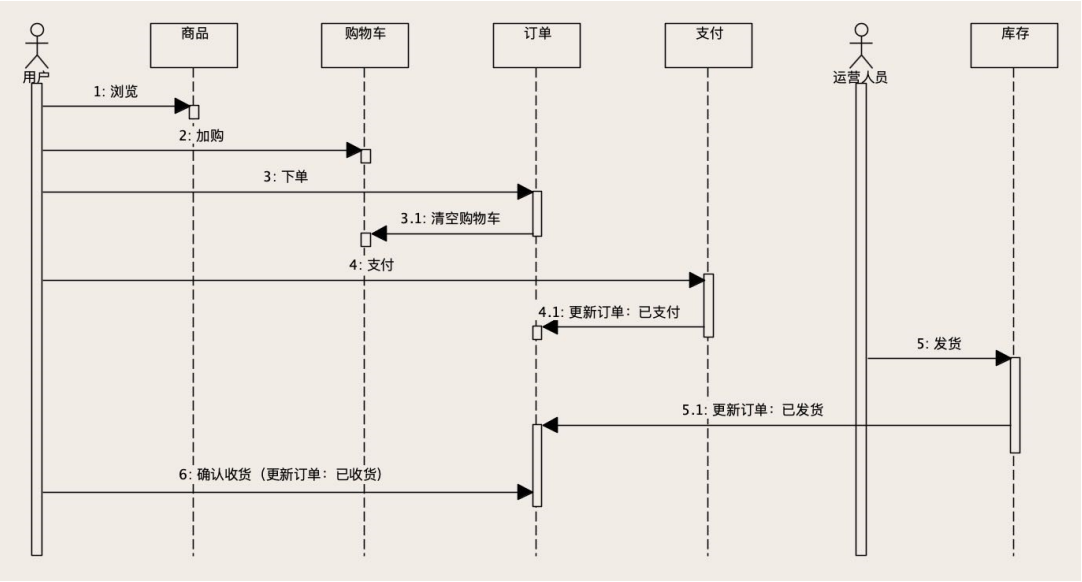 商品
购物车
订单
支付
库存
用户
运营人员
1: 浏览
2: 加购
3: 下单
3.1: 清空购物车
4: 支付
4.1: 更新订单：已支付
5: 发货
5.1: 更新订单：已发货
6: 确认收货（更新订单：已收货）